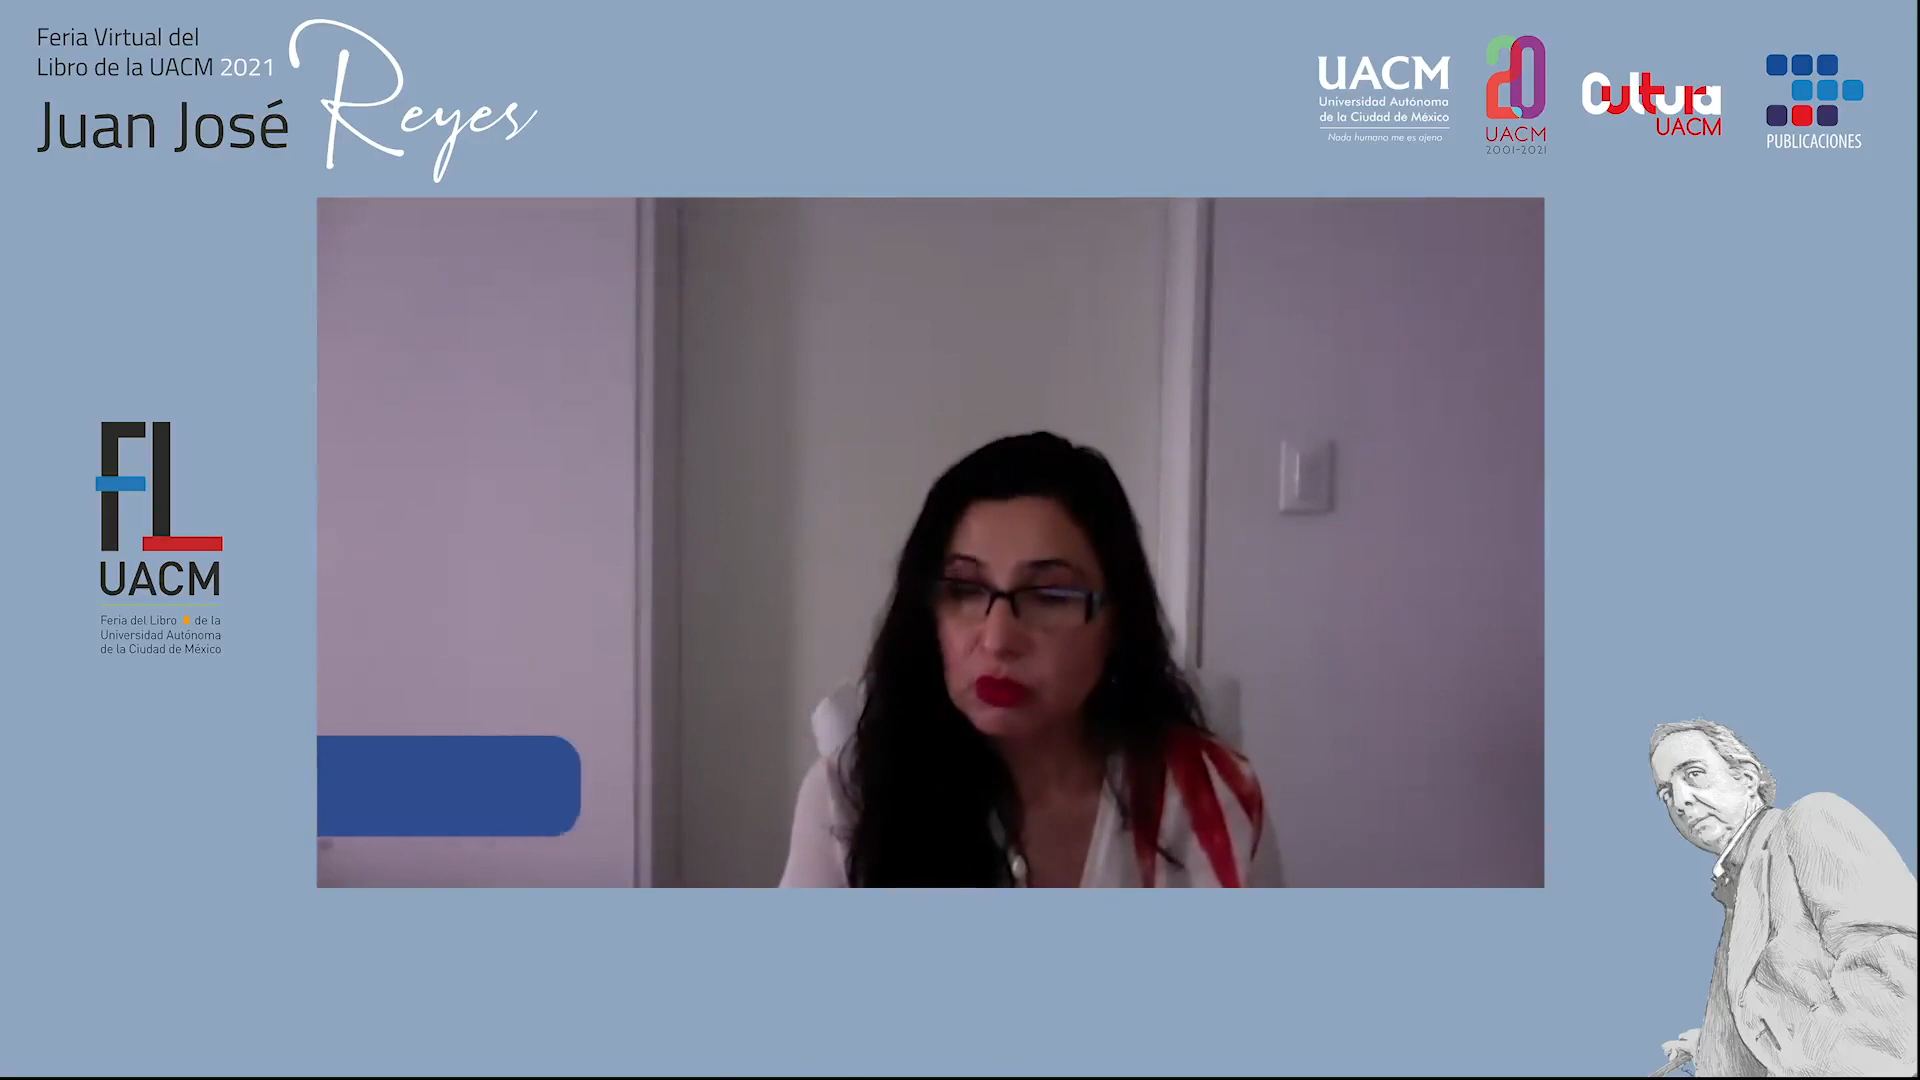 Feria Virtual del
Libro de la UACM 2021
Juan José Reyes
UACM
Universidad Autónoma
de la Ciudad de México
Nada humano me es ajeno
20
UACM
2001-2021
Cultura
UACM
PUBLICACIONES
FL
UACM
Feria del Libro de la
Universidad Autónoma
de la Ciudad de México